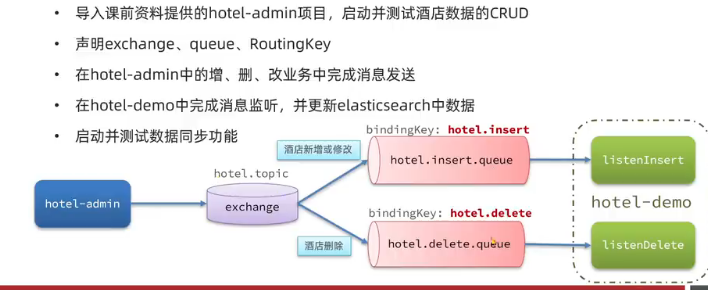 • 导入课前资料提供的hotel-admin项目，启动并测试酒店数据的CRUD
• 声明exchange、queue、RoutingKey
• 在hotel-admin中的增、删、改业务中完成消息发送
• 在hotel-demo中完成消息监听，并更新elasticsearch中数据
• 启动并测试数据同步功能
bindingKey: hotel.insert
酒店新增或修改
hotel.insert.queue
listenInsert
hotel.topic
hotel-admin
exchange
hotel-demo
bindingKey: hotel.delete
酒店删除
hotel.delete.queue
listenDelete